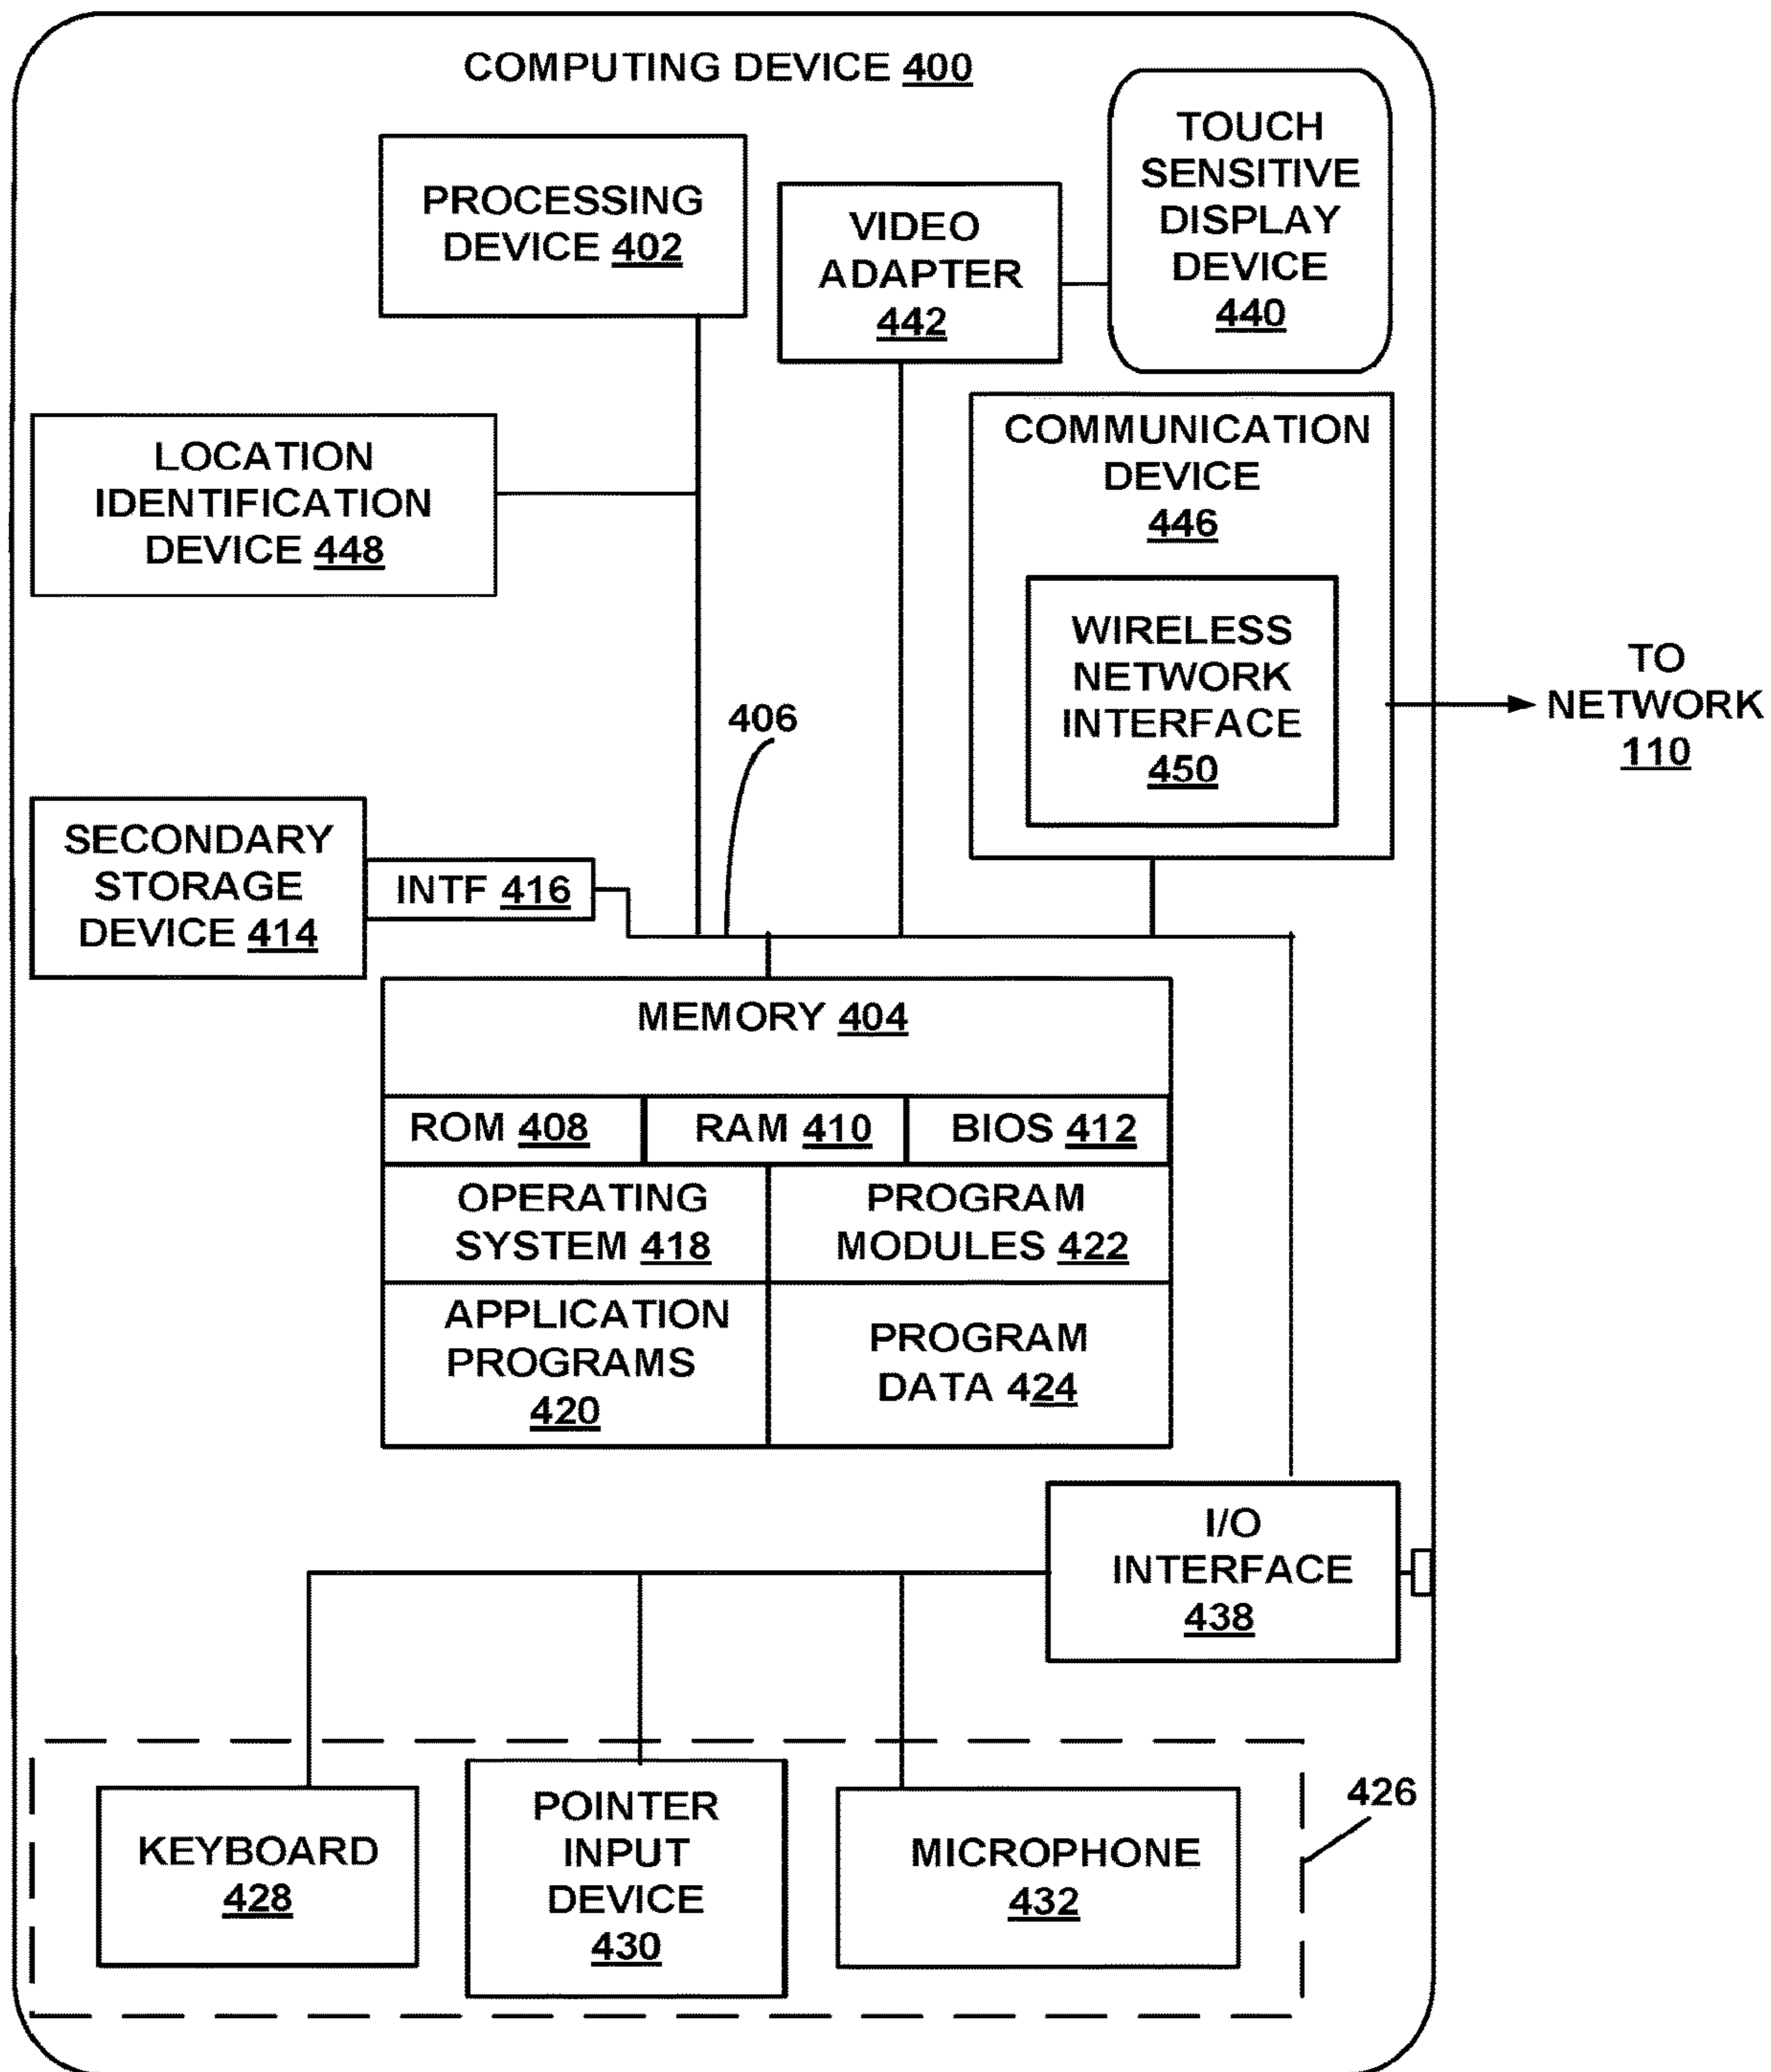 COMPUTING DEVICE 400
PROCESSING
DEVICE 402
VIDEO
ADAPTER
442
TOUCH
SENSITIVE
DISPLAY
DEVICE
440
LOCATION
IDENTIFICATION
DEVICE 448
COMMUNICATION
DEVICE
446
WIRELESS
NETWORK
INTERFACE
450
TO
NETWORK
110
406
SECONDARY
STORAGE
DEVICE 414
INTF 416
MEMORY 404
ROM 408
RAM 410
BIOS 412
OPERATING
SYSTEM 418
PROGRAM
MODULES 422
APPLICATION
PROGRAMS
420
PROGRAM
DATA 424
I/O
INTERFACE
438
426
KEYBOARD
428
POINTER
INPUT
DEVICE
430
MICROPHONE
432